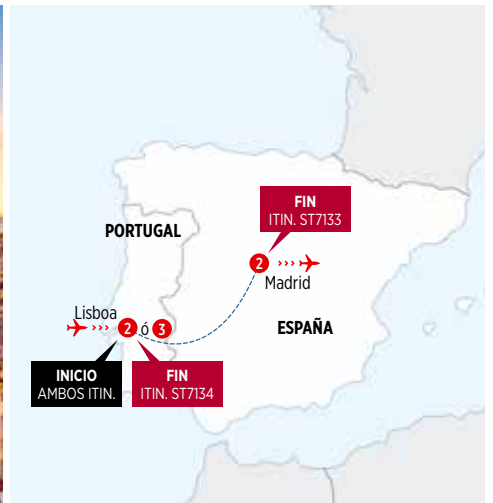 FIN
ITIN. ST7133
PORTUGAL
2
Madrid
Lisboa
2 ó 3
ESPAÑA
INICIO
AMBOS ITIN.
FIN
ITIN. ST7134